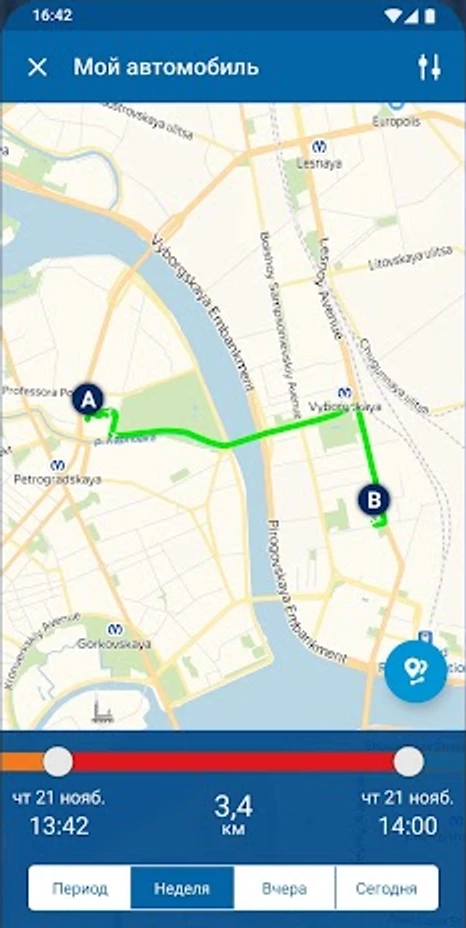 16:42
Мой автомобиль
Europolis
Lesnaya
Litovskaya ulitsa
Vyborgskaya Embankment
Bolshoy Sampsonievskiy Avenue
Lesnoy Avenue
Chugunnaya ulitsa
Professora Po
A
Vyborgskaya
р. Карповка
Petrogradskaya
B
Pirogovskaya Embankment
Kronverkskiy Avenue
Gorkovskaya
чт 21 нояб.
13:42
3,4
км
чт 21 нояб.
14:00
Период
Неделя
Вчера
Сегодня